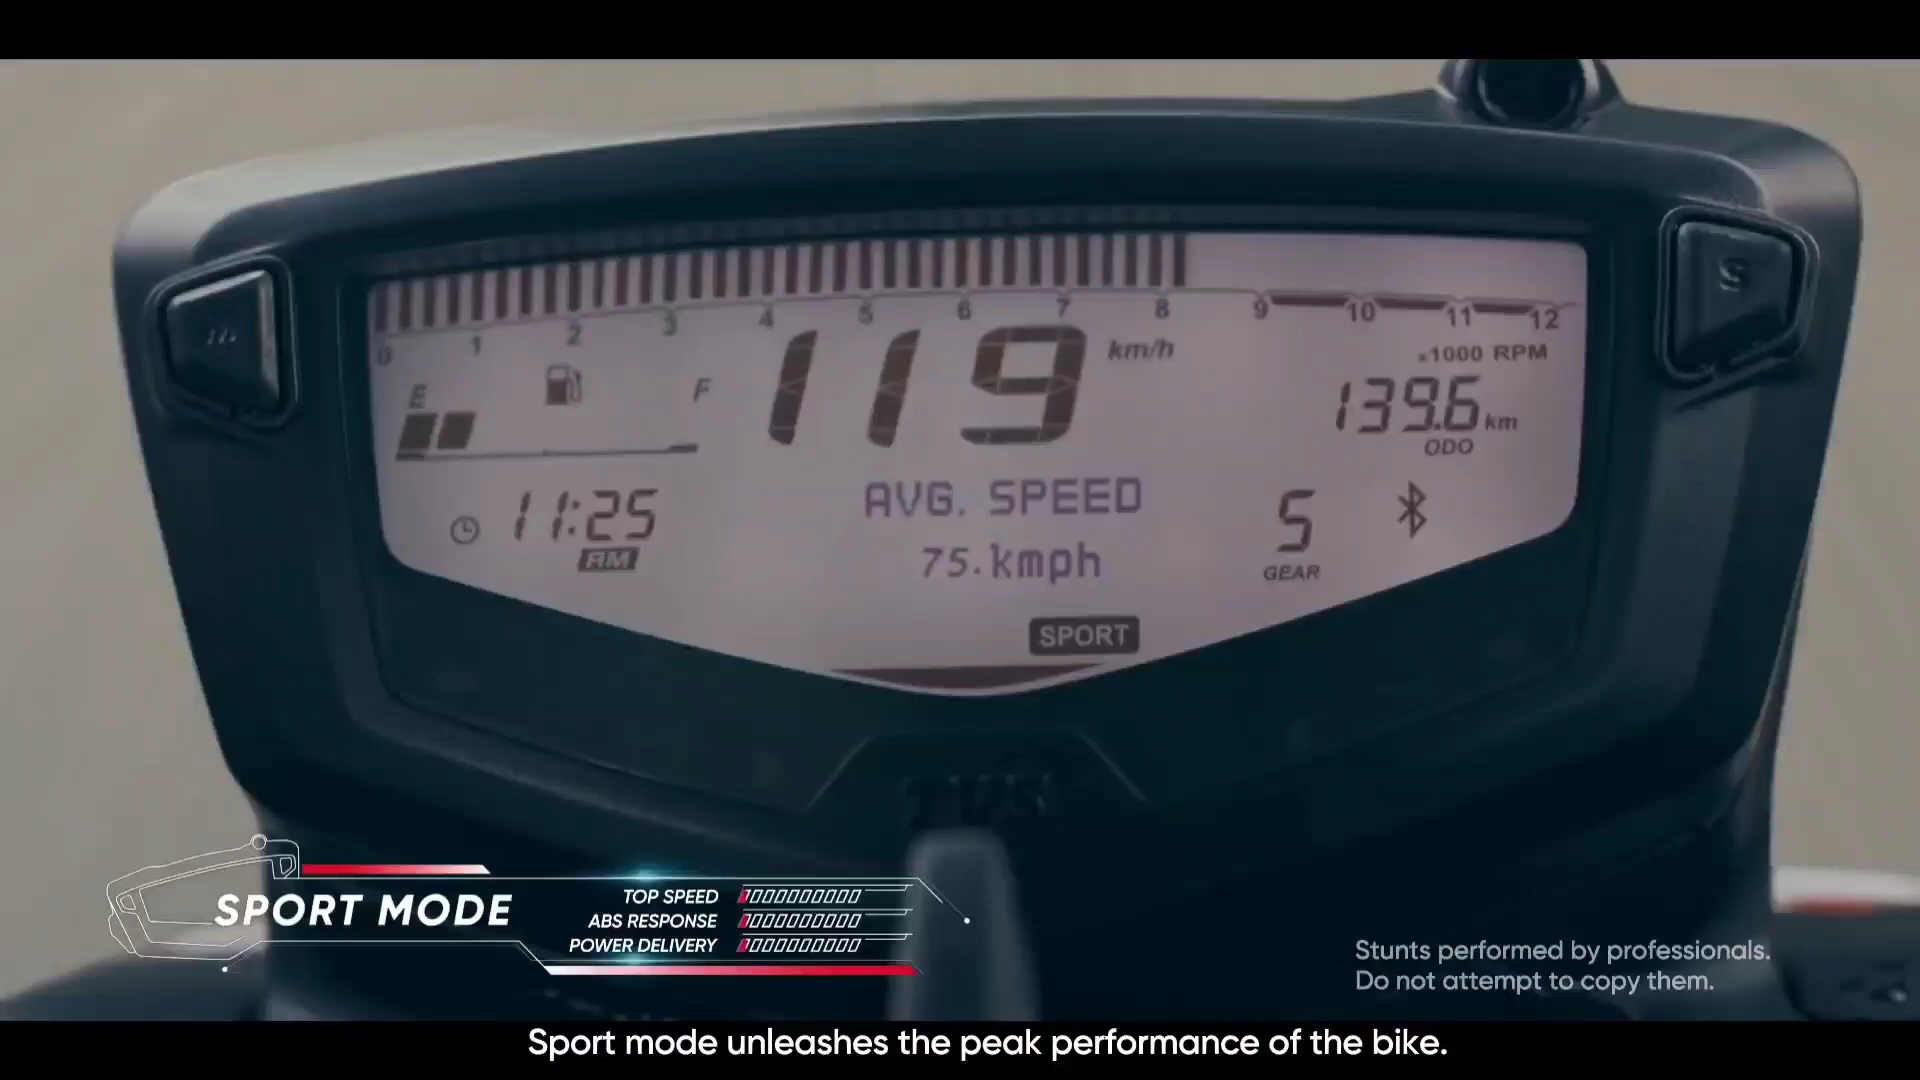 0 1 2 3 4 5 6 7 8 9 10 11 12
x1000 RPM
E F
119 km/h
139.6 km
ODO
11:25
AM
AVG. SPEED
75.kmph
5
GEAR
SPORT
S
TVS
SPORT MODE
TOP SPEED
ABS RESPONSE
POWER DELIVERY
Stunts performed by professionals.
Do not attempt to copy them.
Sport mode unleashes the peak performance of the bike.